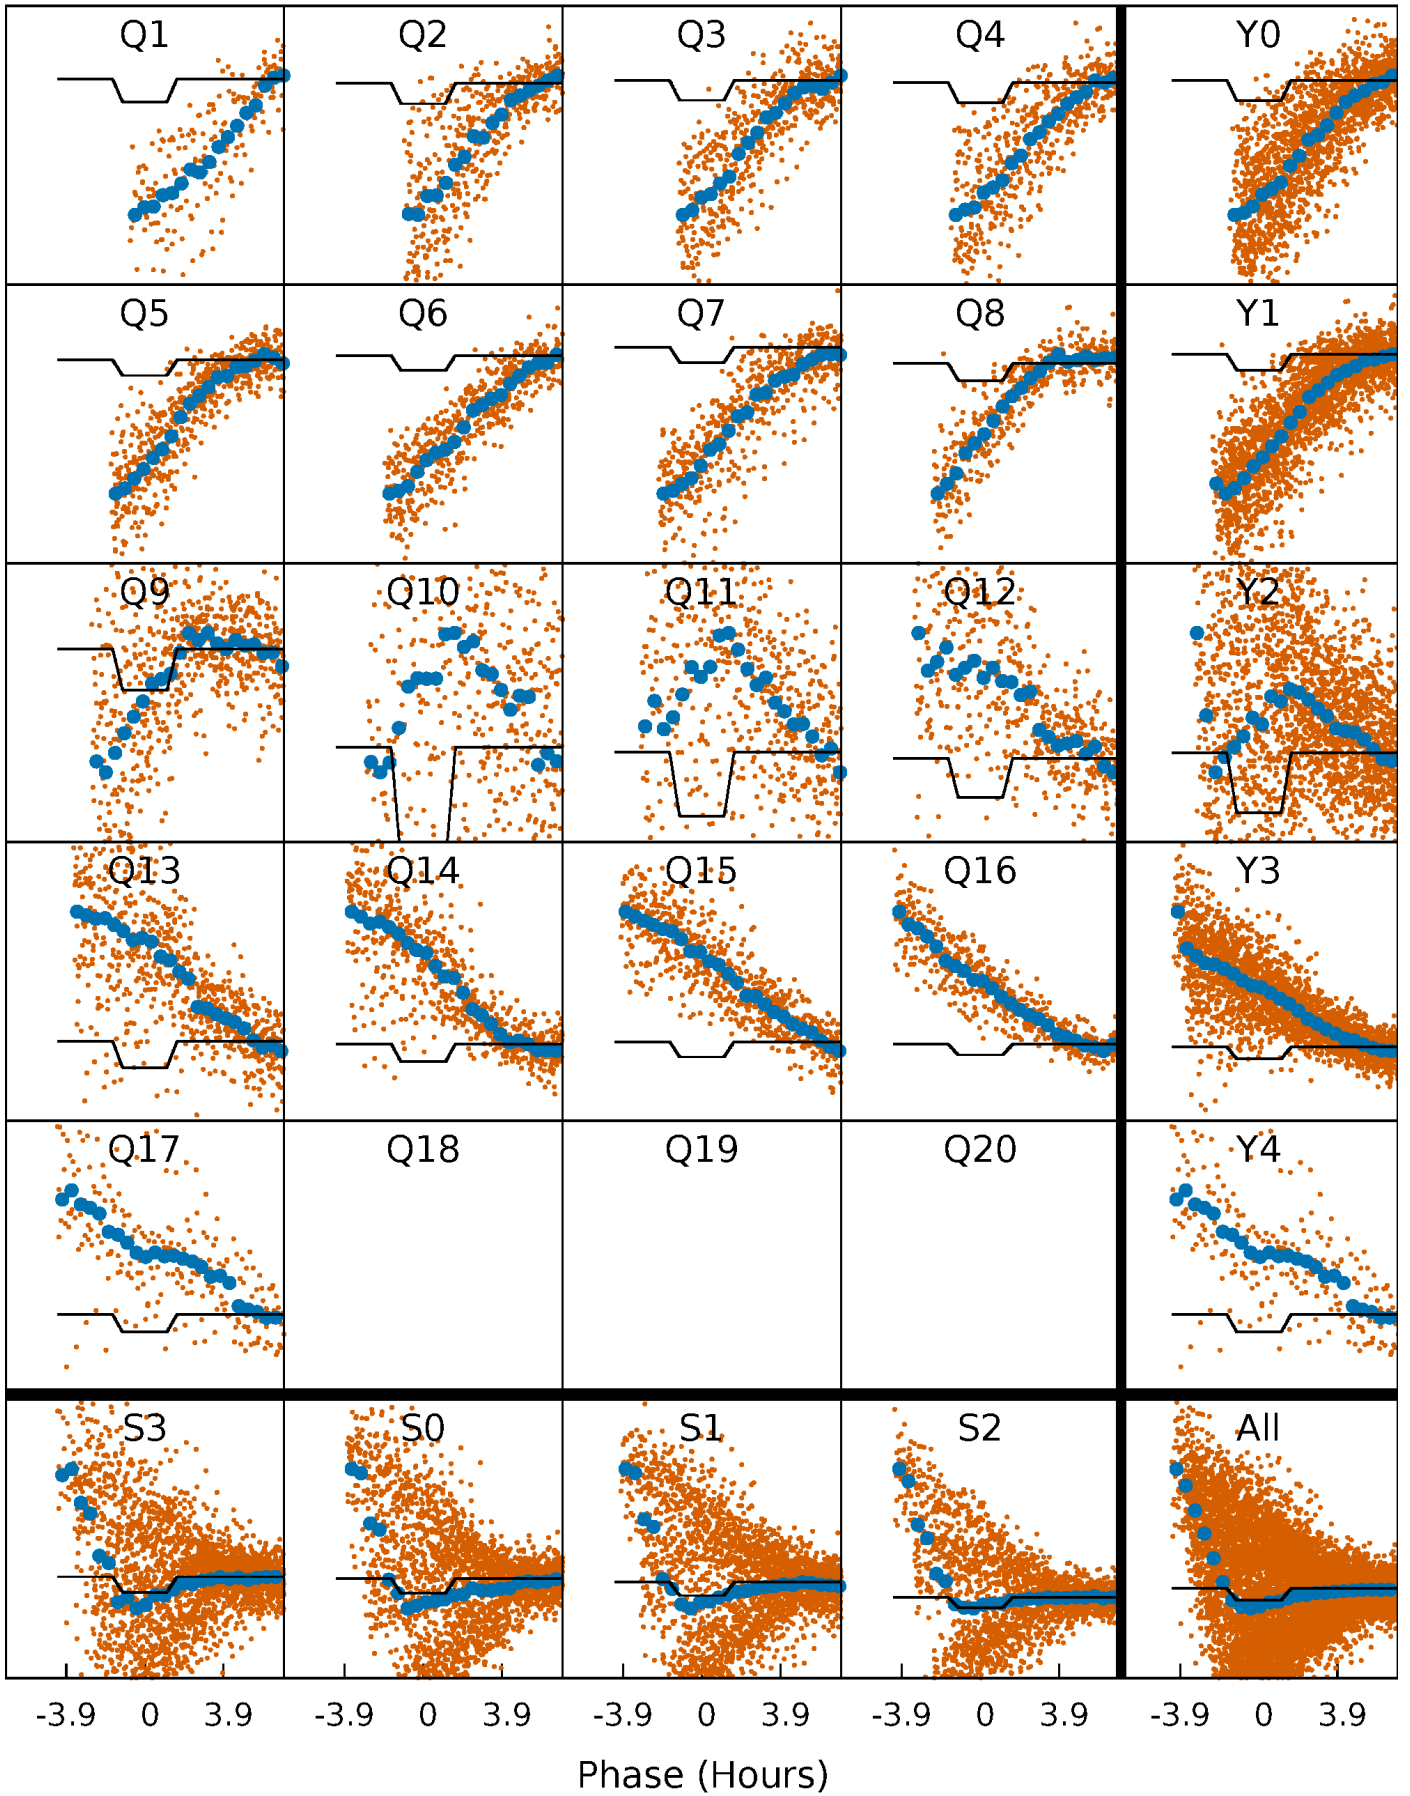 Q1 Q2 Q3 Q4 Y0
Q5 Q6 Q7 Q8 Y1
Q9 Q10 Q11 Q12 Y2
Q13 Q14 Q15 Q16 Y3
Q17 Q18 Q19 Q20 Y4
S3 S0 S1 S2 All
-3.9 0 3.9 -3.9 0 3.9 -3.9 0 3.9 -3.9 0 3.9 -3.9 0 3.9
Phase (Hours)